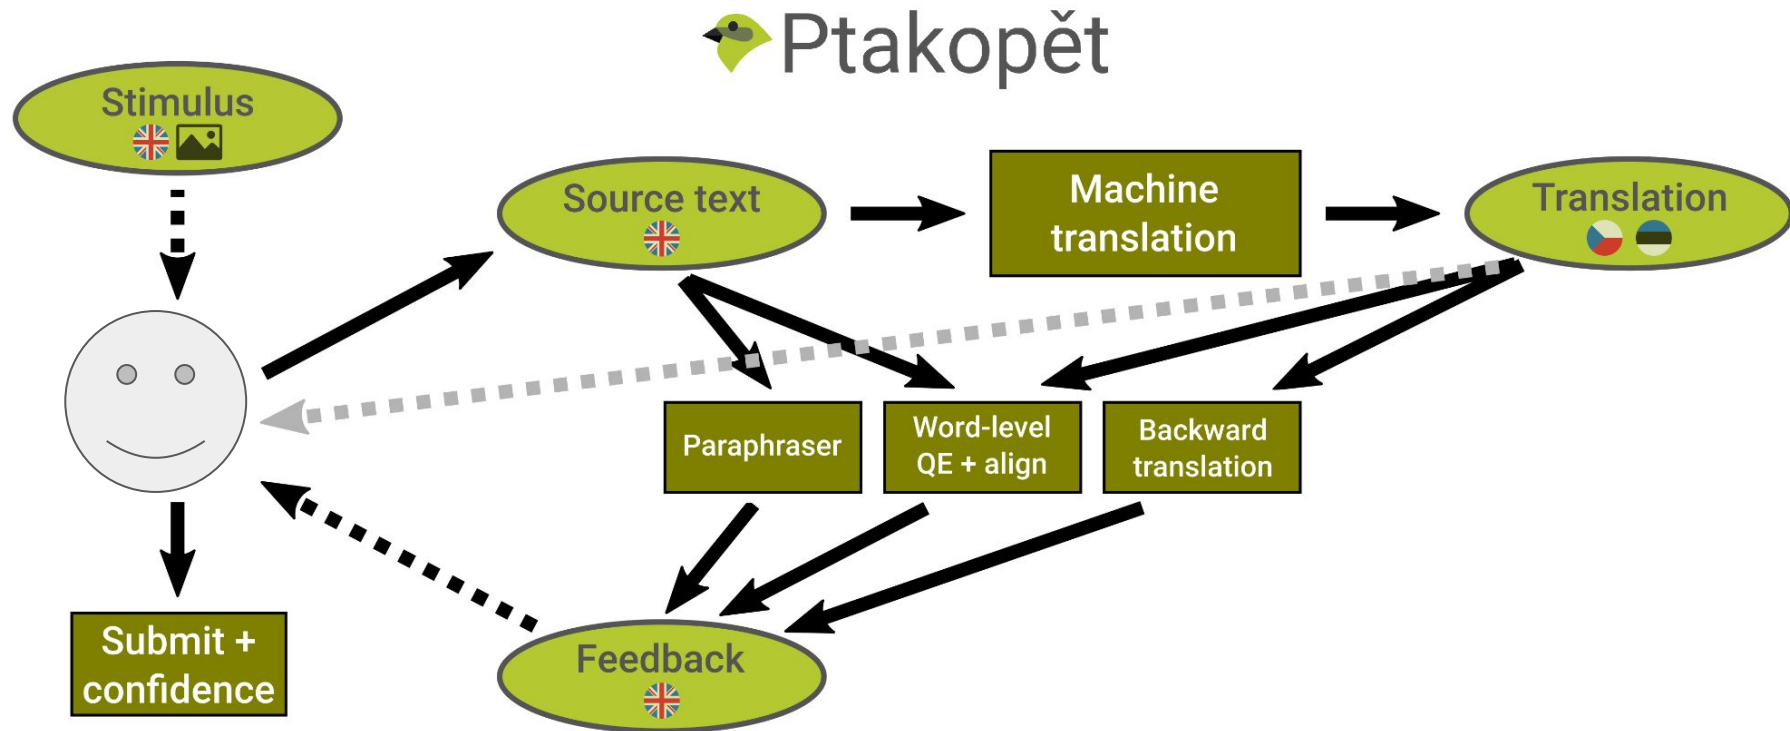 Ptakopět
Stimulus
Source text
Machine
translation
Translation
Paraphraser
Word-level
QE + align
Backward
translation
Submit +
confidence
Feedback